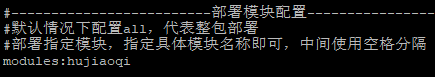 #-----------------------部署模块配置---------------
#默认情况下配置all，代表整包部署
#部署指定模块，指定具体模块名称即可，中间使用空格分隔
modules:hujiaoqi